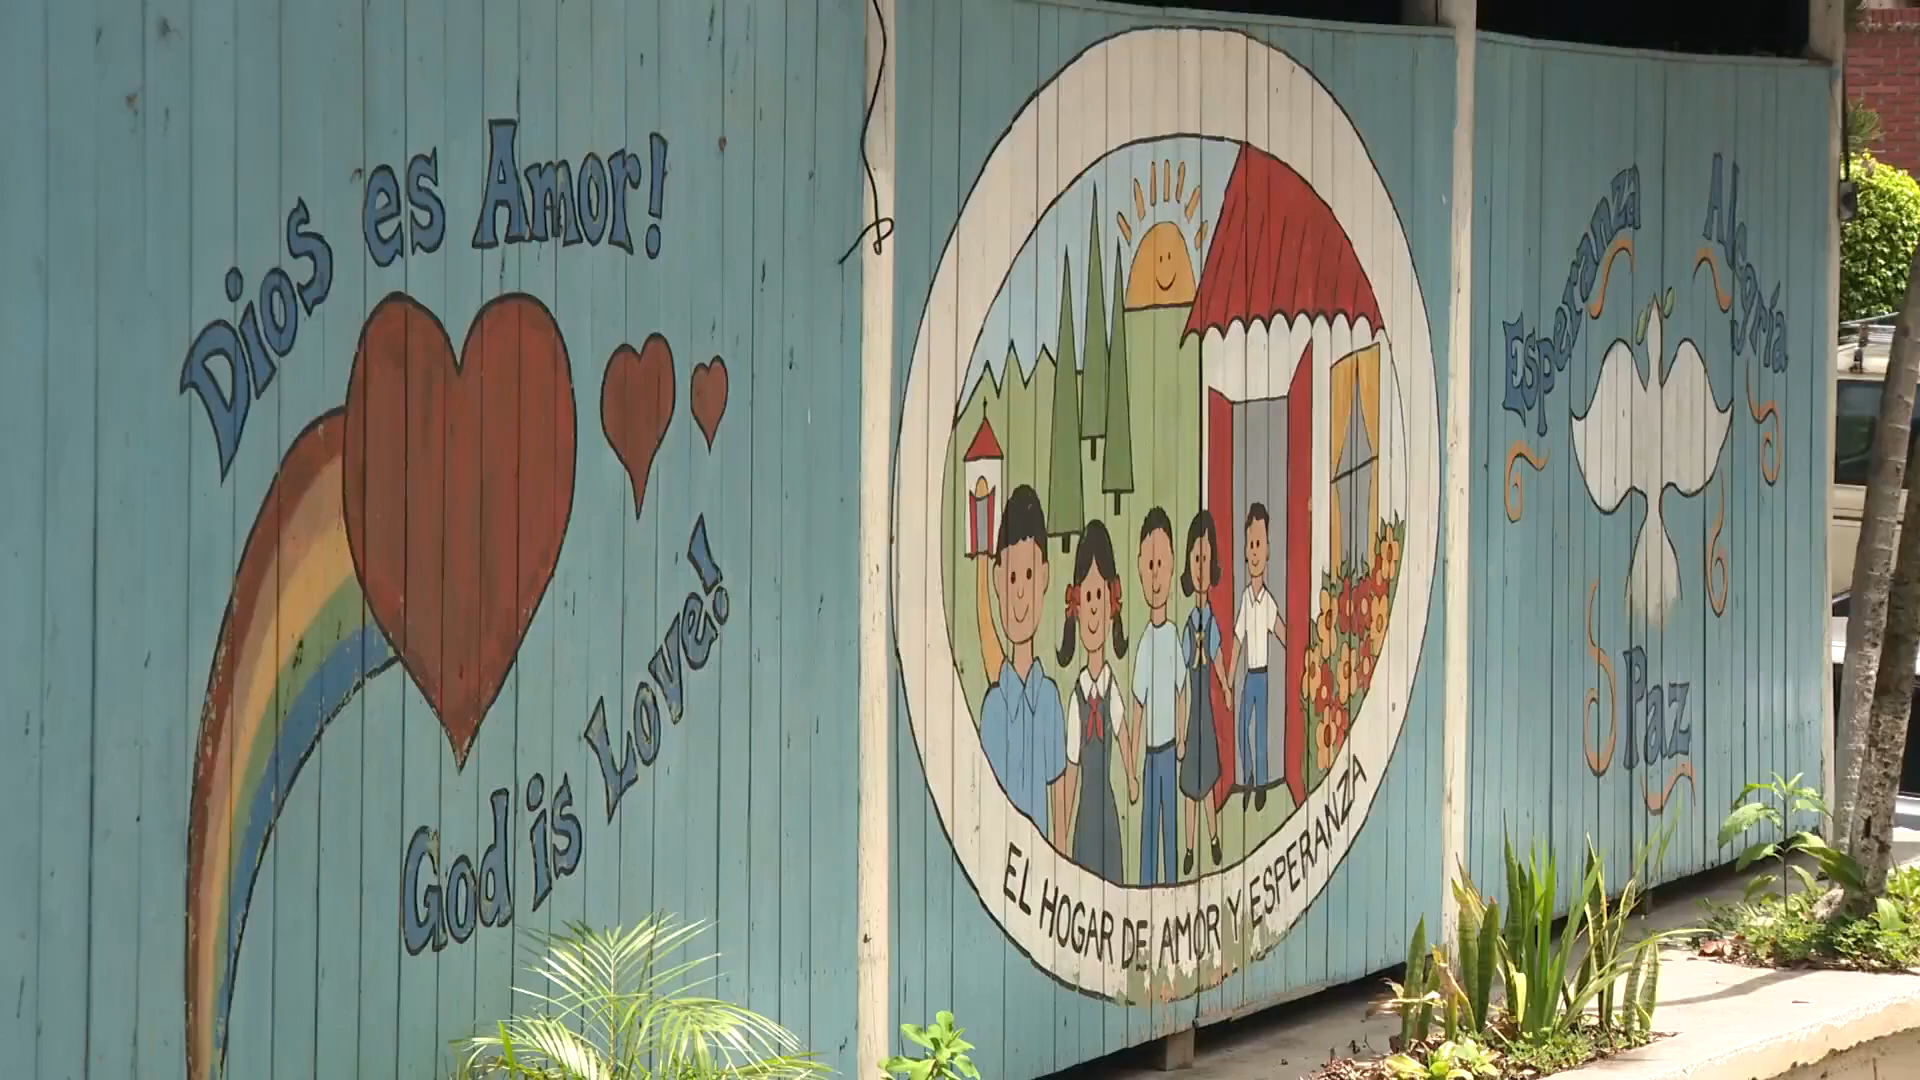 Dios es Amor!
God is Love!
EL HOGAR DE AMOR Y ESPERANZA
Esperanza
Alegría
Paz